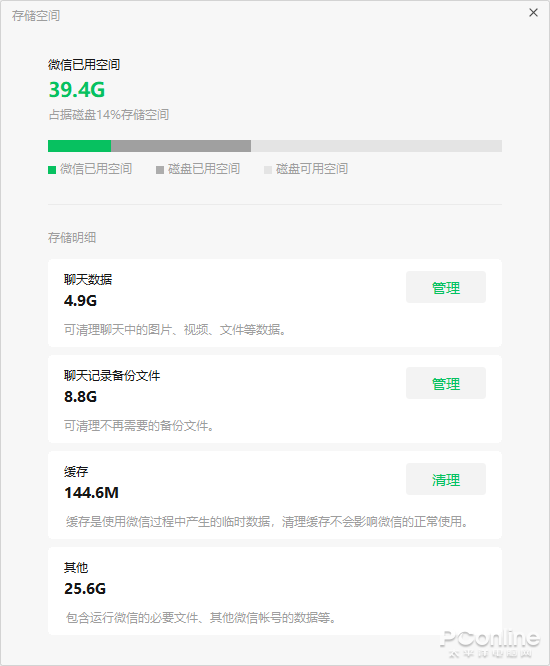 存储空间
微信已用空间
39.4G
占据磁盘14%存储空间
微信已用空间 磁盘已用空间 磁盘可用空间
存储明细
聊天数据
4.9G
管理
可清理聊天中的图片、视频、文件等数据。
聊天记录备份文件
8.8G
管理
可清理不再需要的备份文件。
缓存
144.6M
清理
缓存是使用微信过程中产生的临时数据，清理缓存不会影响微信的正常使用。
其他
25.6G
包含运行微信的必要文件、其他微信帐号的数据等。
PConline
太平洋电脑网